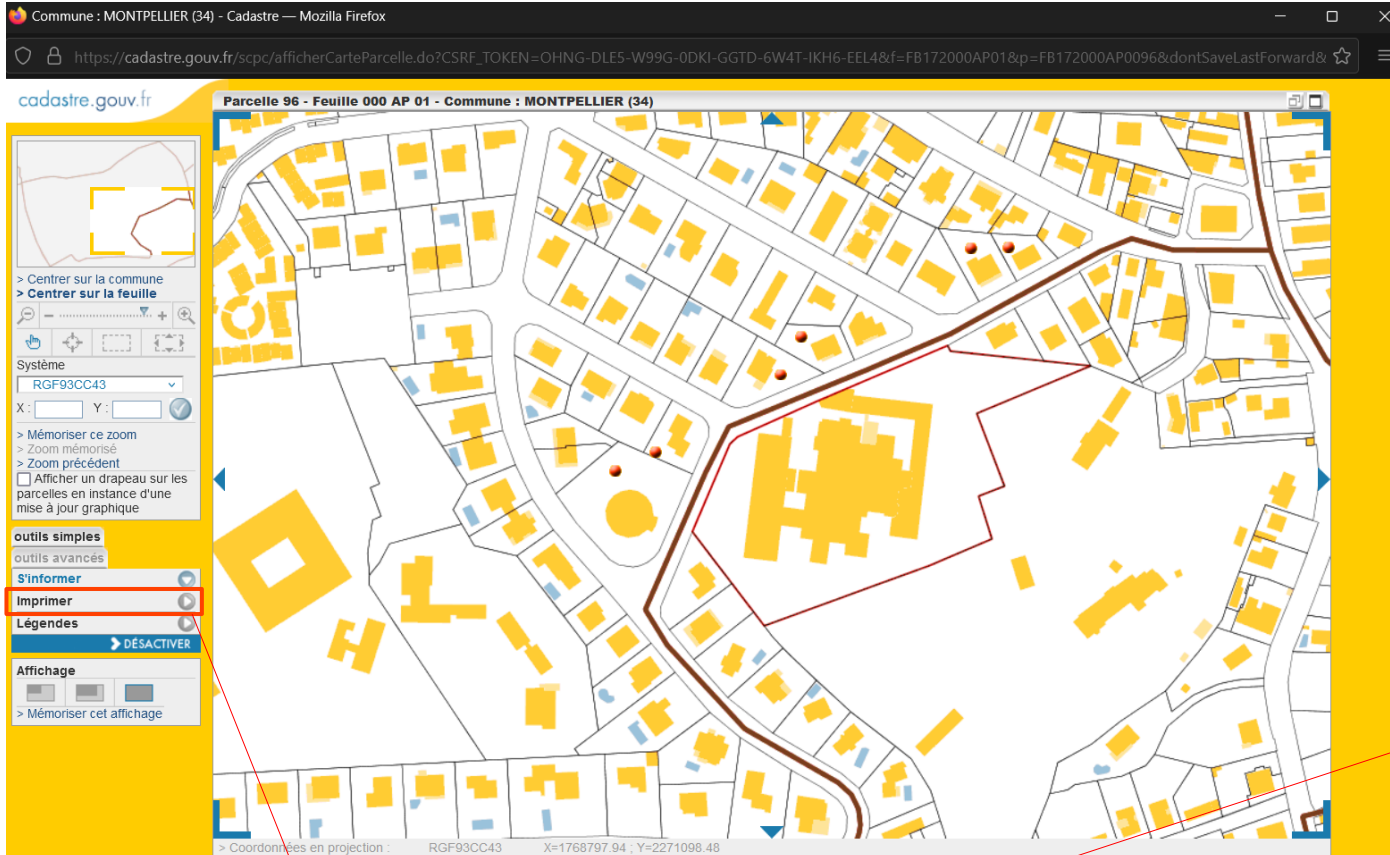 Commune : MONTPELLIER (34) - Cadastre — Mozilla Firefox
https://cadastre.gouv.fr/scpc/afficherCarteParcelle.do?CSRF_TOKEN=OHNG-DLE5-W99G-0DKI-GGTD-6W4T-IKH6-EEL4&f=FB172000AP01&p=FB172000AP0096&dontSaveLastForward&
cadastre.gouv.fr
Parcelle 96 - Feuille 000 AP 01 - Commune : MONTPELLIER (34)
> Centrer sur la commune
> Centrer sur la feuille
Système
RGF93CC43
X : Y :
> Mémoriser ce zoom
> Zoom mémorisé
> Zoom précédent
Afficher un drapeau sur les
parcelles en instance d'une
mise à jour graphique
outils simples
outils avancés
S'informer
Imprimer
Légendes
DÉSACTIVER
Affichage
> Mémoriser cet affichage
> Coordonnées en projection : RGF93CC43 X=1768797.94 ; Y=2271098.48